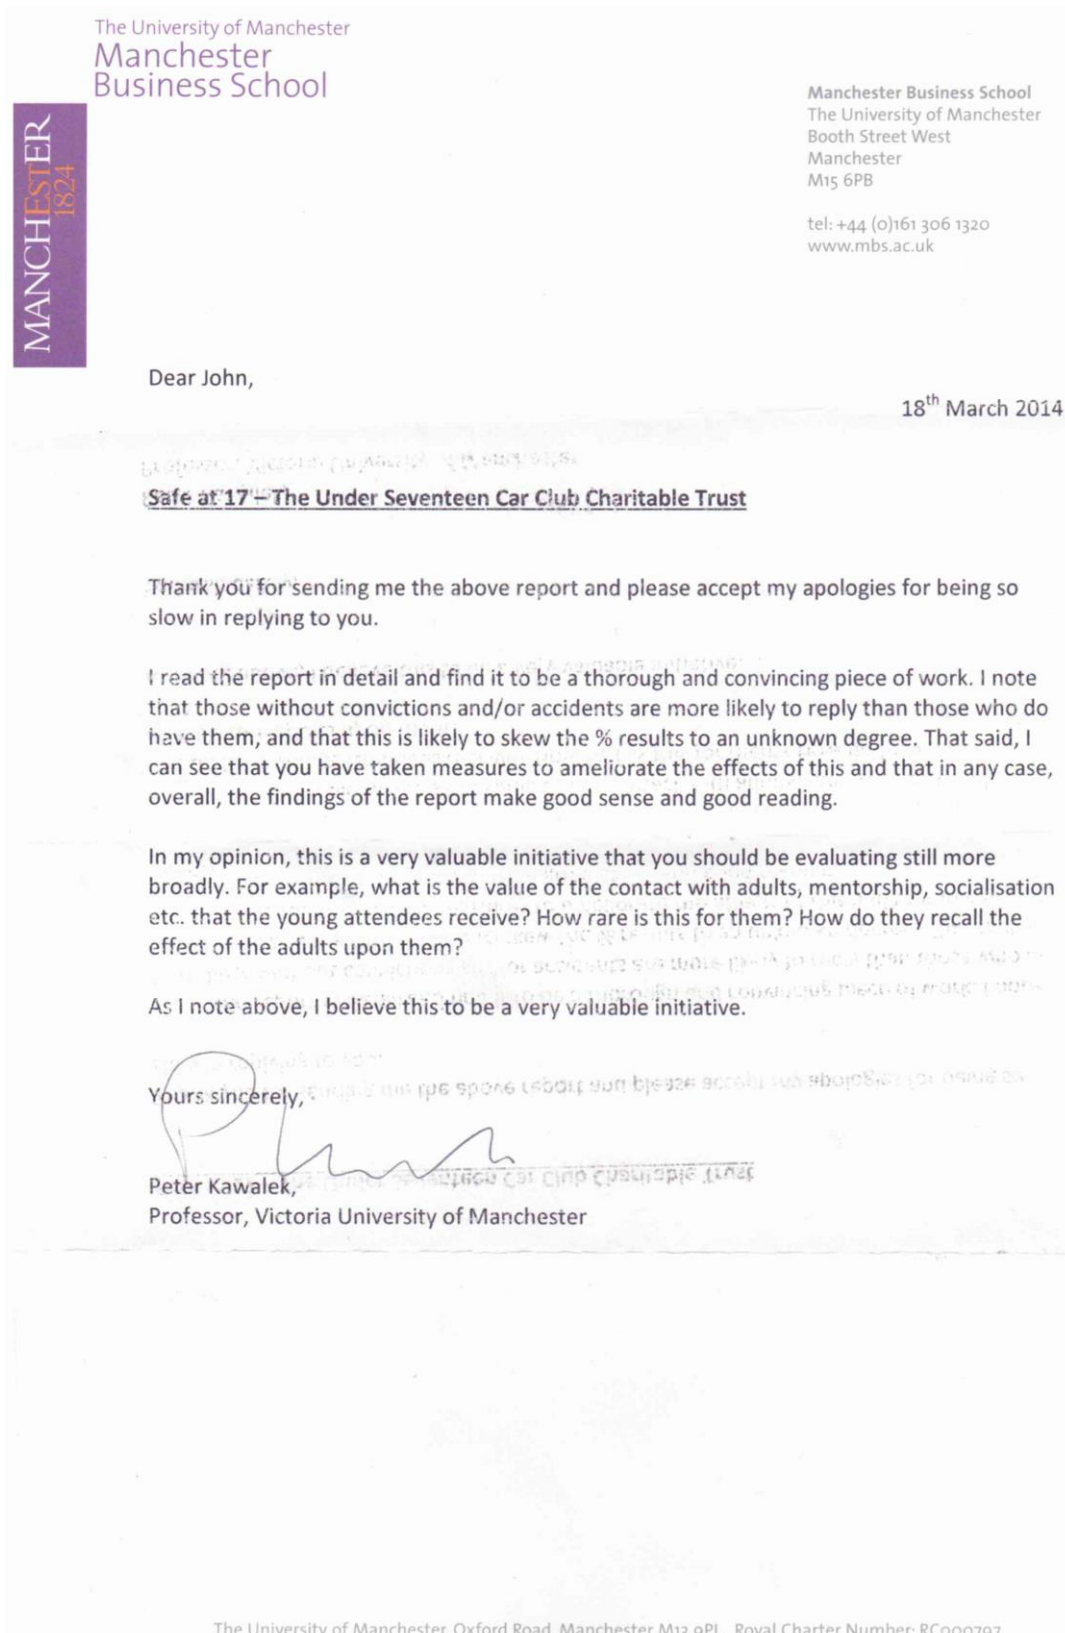 The University of Manchester
Manchester
Business School
MANCHESTER
1824
Manchester Business School
The University of Manchester
Booth Street West
Manchester
M15 6PB
tel: +44 (0)161 306 1320
www.mbs.ac.uk
Dear John,
18th March 2014
Safe at 17 – The Under Seventeen Car Club Charitable Trust
Thank you for sending me the above report and please accept my apologies for being so
slow in replying to you.
I read the report in detail and find it to be a thorough and convincing piece of work. I note
that those without convictions and/or accidents are more likely to reply than those who do
have them, and that this is likely to skew the % results to an unknown degree. That said, I
can see that you have taken measures to ameliorate the effects of this and that in any case,
overall, the findings of the report make good sense and good reading.
In my opinion, this is a very valuable initiative that you should be evaluating still more
broadly. For example, what is the value of the contact with adults, mentorship, socialisation
etc. that the young attendees receive? How rare is this for them? How do they recall the
effect of the adults upon them?
As I note above, I believe this to be a very valuable initiative.
Yours sincerely,
Peter Kawalek,
Professor, Victoria University of Manchester
The University of Manchester, Oxford Road, Manchester M13 9PL Royal Charter Number: RC000797